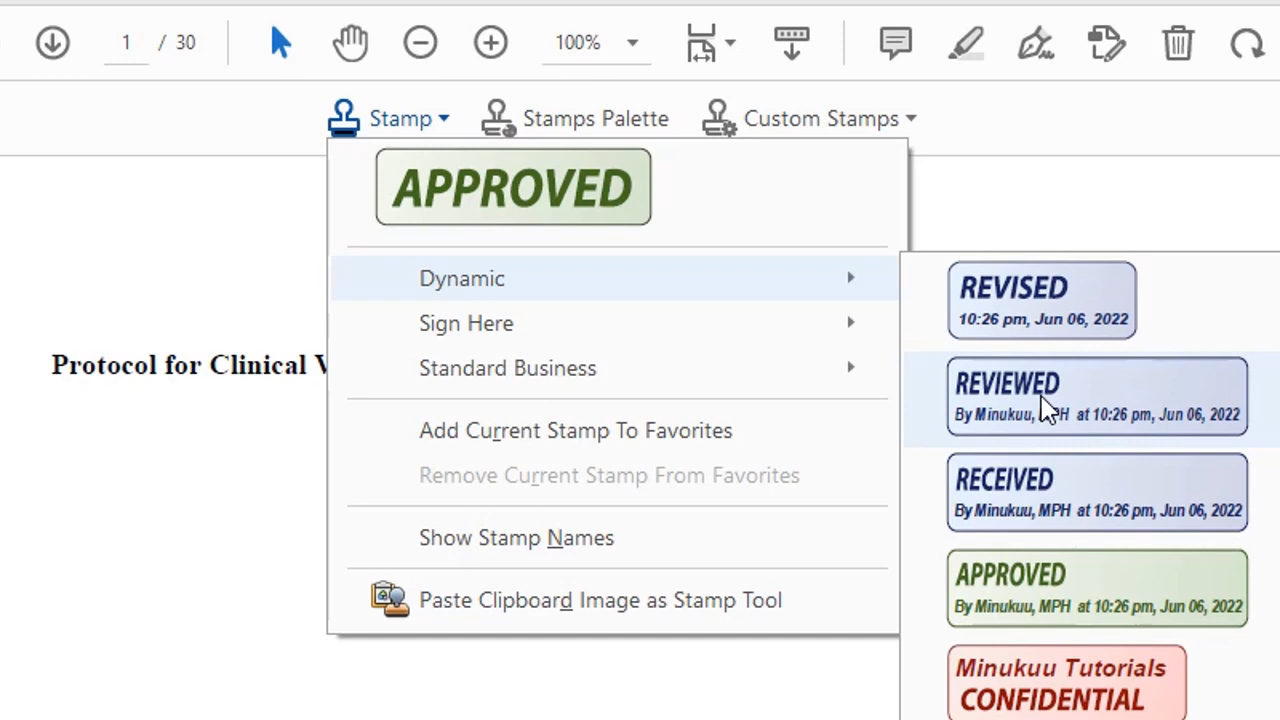 1 / 30 100%
Stamp Stamps Palette Custom Stamps
APPROVED
Dynamic
Sign Here
Standard Business
Add Current Stamp To Favorites
Remove Current Stamp From Favorites
Show Stamp Names
Paste Clipboard Image as Stamp Tool
REVISED
10:26 pm, Jun 06, 2022
REVIEWED
By Minukuu, MPH at 10:26 pm, Jun 06, 2022
RECEIVED
By Minukuu, MPH at 10:26 pm, Jun 06, 2022
APPROVED
By Minukuu, MPH at 10:26 pm, Jun 06, 2022
Minukuu Tutorials
CONFIDENTIAL
Protocol for Clinical